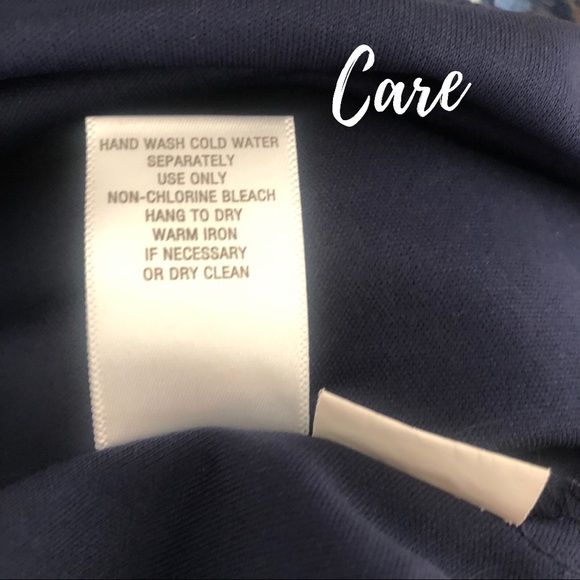 Care
HAND WASH COLD WATER
SEPARATELY
USE ONLY
NON-CHLORINE BLEACH
HANG TO DRY
WARM IRON
IF NECESSARY
OR DRY CLEAN